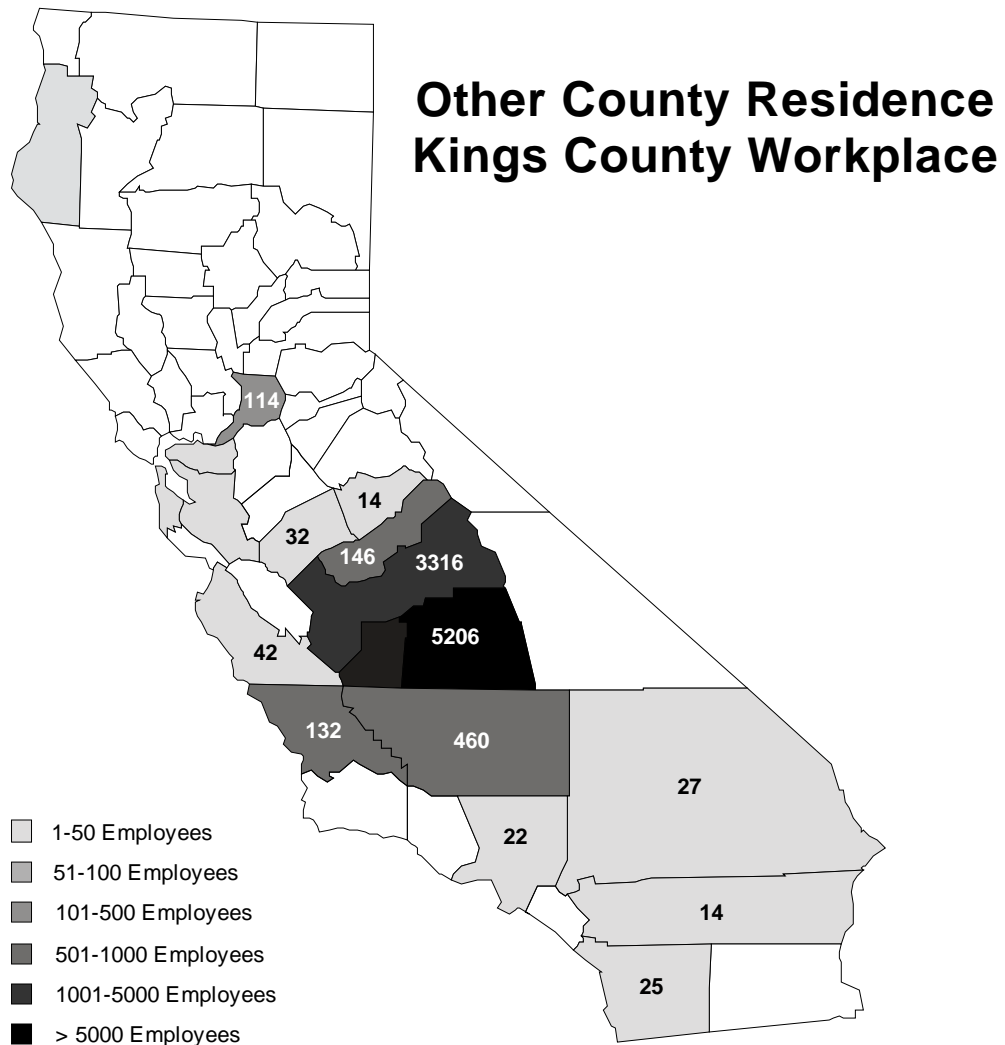 Other County Residence
Kings County Workplace
114
14
32
146
3316
5206
42
132
460
27
22
14
25
1-50 Employees
51-100 Employees
101-500 Employees
501-1000 Employees
1001-5000 Employees
> 5000 Employees